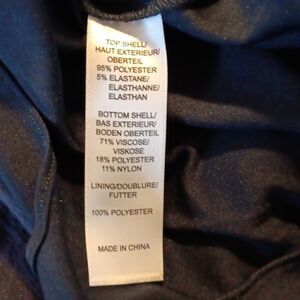 TOP SHELL/
HAUT EXTERIEUR/
OBERTEIL
95% POLYESTER
5% ELASTANE/
ELASTHANNE/
ELASTHAN
BOTTOM SHELL/
BAS EXTERIEUR/
BODEN OBERTEIL
71% VISCOSE/
VISKOSE
18% POLYESTER
11% NYLON
LINING/DOUBLURE/
FUTTER
100% POLYESTER
MADE IN CHINA